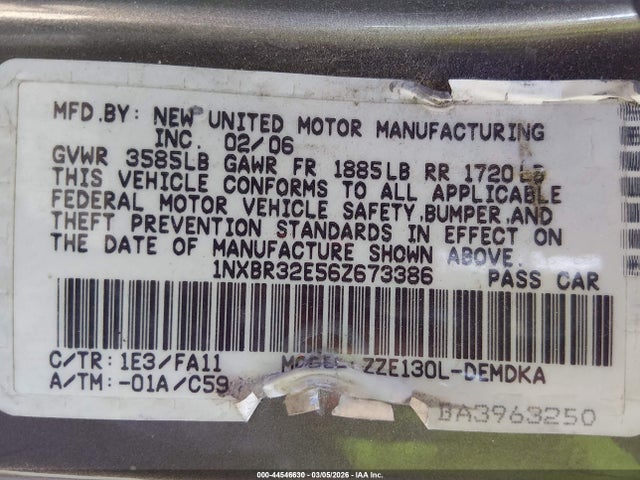 MFD.BY: NEW UNITED MOTOR MANUFACTURING
INC. 02/06
GVWR 3585LB GAWR FR 1885LB RR 1720LB
THIS VEHICLE CONFORMS TO ALL APPLICABLE
FEDERAL MOTOR VEHICLE SAFETY,BUMPER,AND
THEFT PREVENTION STANDARDS IN EFFECT ON
THE DATE OF MANUFACTURE SHOWN ABOVE.
1NXBR32E56Z673386 PASS CAR
C/TR: 1E3/FA11 MODEL: ZZE130L-DEMDKA
A/TM: -01A/C59
BA3963250
000-44546630 - 03/05/2026 - IAA Inc.